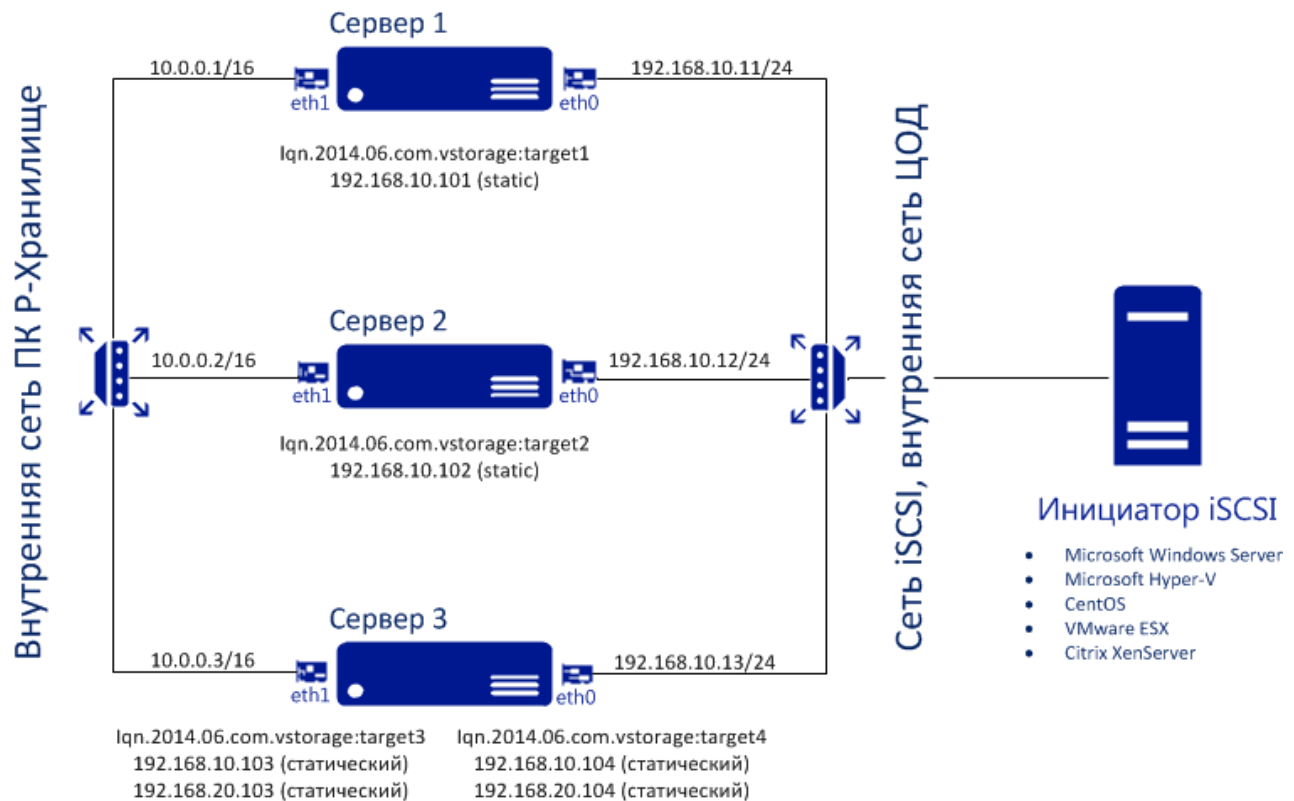 Внутренняя сеть ПК Р-Хранилище
Сервер 1
10.0.0.1/16
eth1
eth0
192.168.10.11/24
Iqn.2014.06.com.vstorage:target1
192.168.10.101 (static)
Сервер 2
10.0.0.2/16
eth1
eth0
192.168.10.12/24
Iqn.2014.06.com.vstorage:target2
192.168.10.102 (static)
Сервер 3
10.0.0.3/16
eth1
eth0
192.168.10.13/24
Iqn.2014.06.com.vstorage:target3
192.168.10.103 (статический)
192.168.20.103 (статический)
Iqn.2014.06.com.vstorage:target4
192.168.10.104 (статический)
192.168.20.104 (статический)
Сеть iSCSI, внутренняя сеть ЦОД
Инициатор iSCSI
• Microsoft Windows Server
• Microsoft Hyper-V
• CentOS
• VMware ESX
• Citrix XenServer